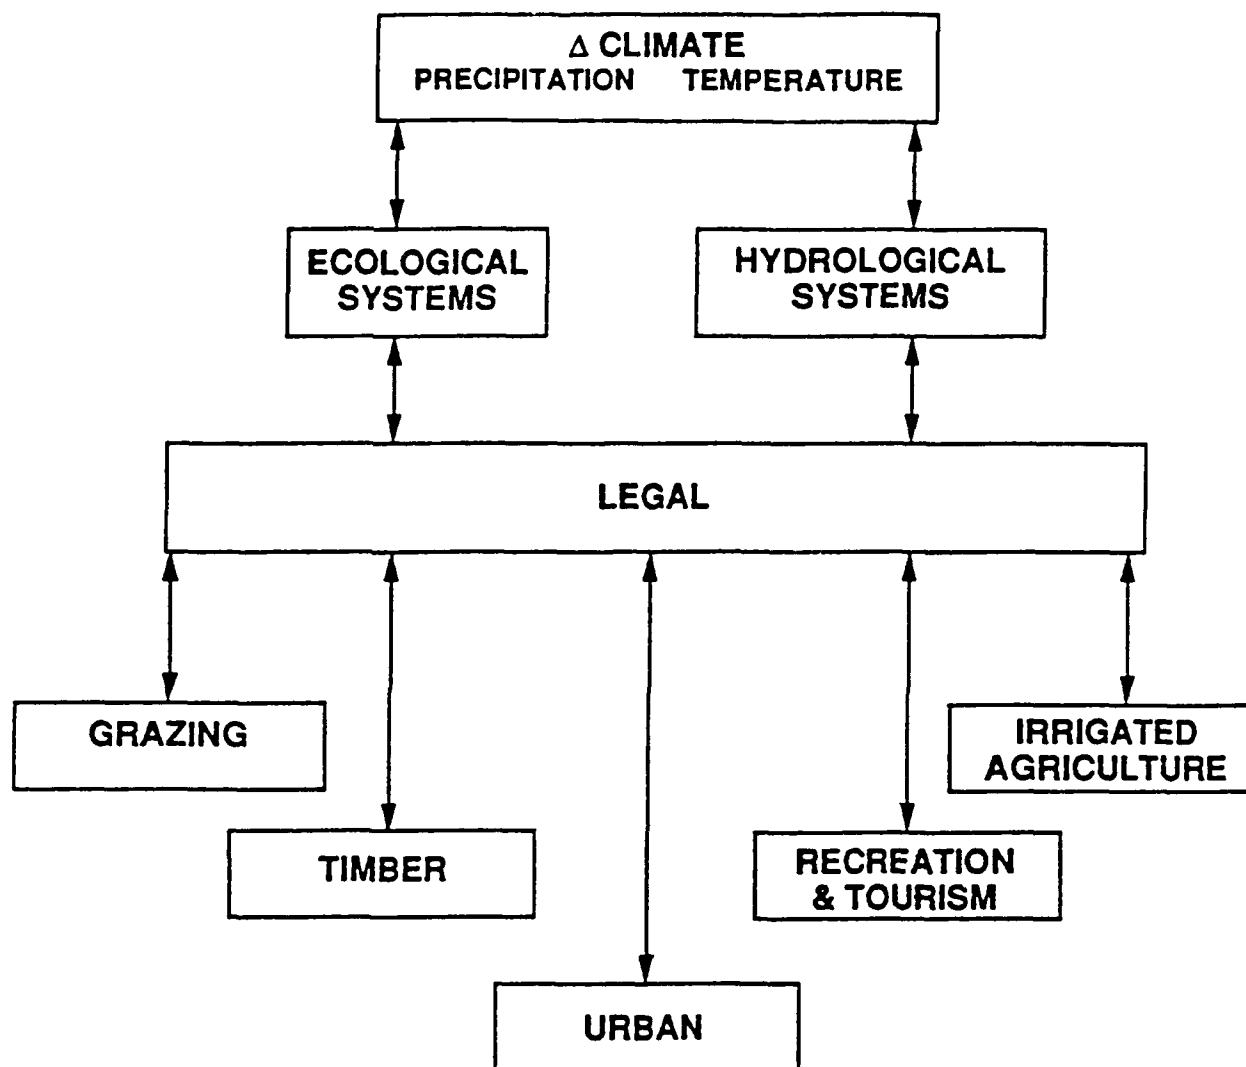 Δ CLIMATE
PRECIPITATION TEMPERATURE
ECOLOGICAL
SYSTEMS
HYDROLOGICAL
SYSTEMS
LEGAL
GRAZING
IRRIGATED
AGRICULTURE
TIMBER
RECREATION
& TOURISM
URBAN